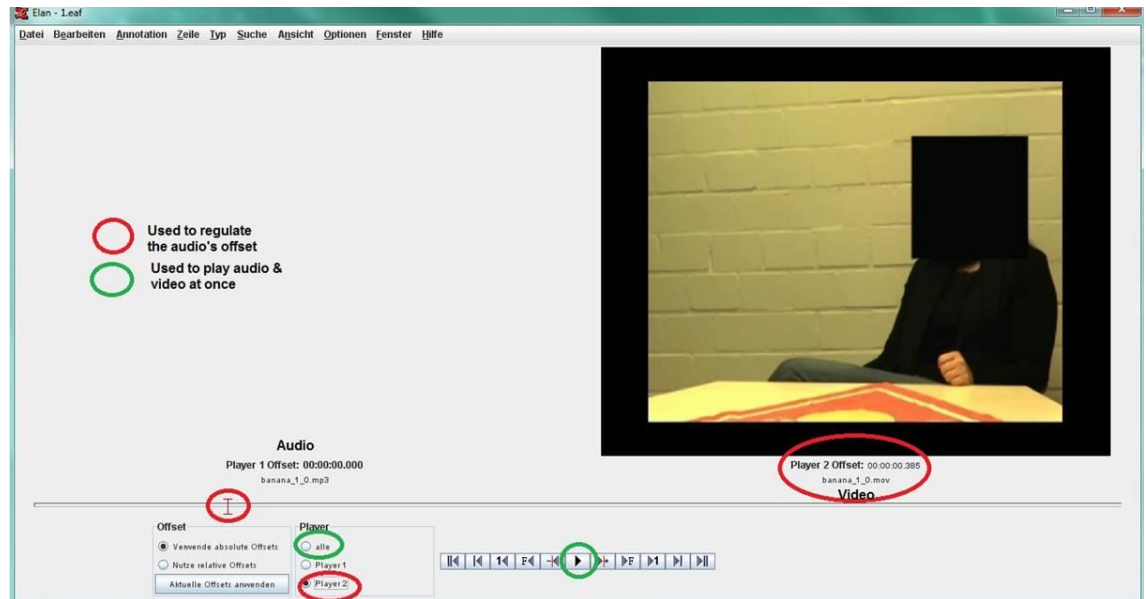 Elan - 1.eaf
Datei Bearbeiten Annotation Zeile Typ Suche Ansicht Optionen Fenster Hilfe
Used to regulate
the audio's offset
Used to play audio &
video at once
Audio
Player 1 Offset: 00:00:00.000
banana_1_0.mp3
Player 2 Offset: 00:00:00.385
banana_1_0.mov
Video
Offset
Verwende absolute Offsets
Nutze relative Offsets
Aktuelle Offsets anwenden
Player
alle
Player 1
Player 2
1 F - + F 1